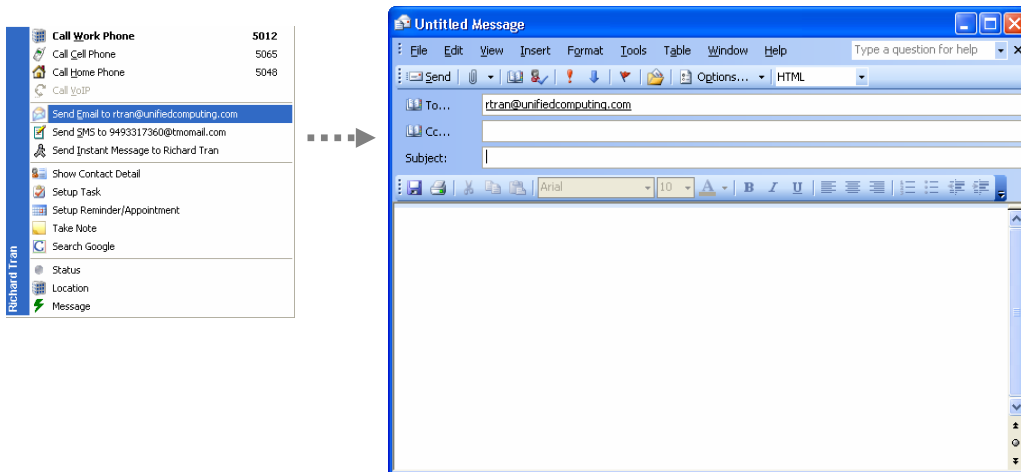 Call Work Phone 5012
Call Cell Phone 5065
Call Home Phone 5048
Call VoIP
Send Email to rtran@unifiedcomputing.com
Send SMS to 9493317360@tmomail.com
Send Instant Message to Richard Tran
Show Contact Detail
Setup Task
Setup Reminder/Appointment
Take Note
Search Google
Status
Location
Message
Richard Tran
Untitled Message
File Edit View Insert Format Tools Table Window Help Type a question for help
Send Options... HTML
To... rtran@unifiedcomputing.com
Cc...
Subject:
Arial 10 A B I U